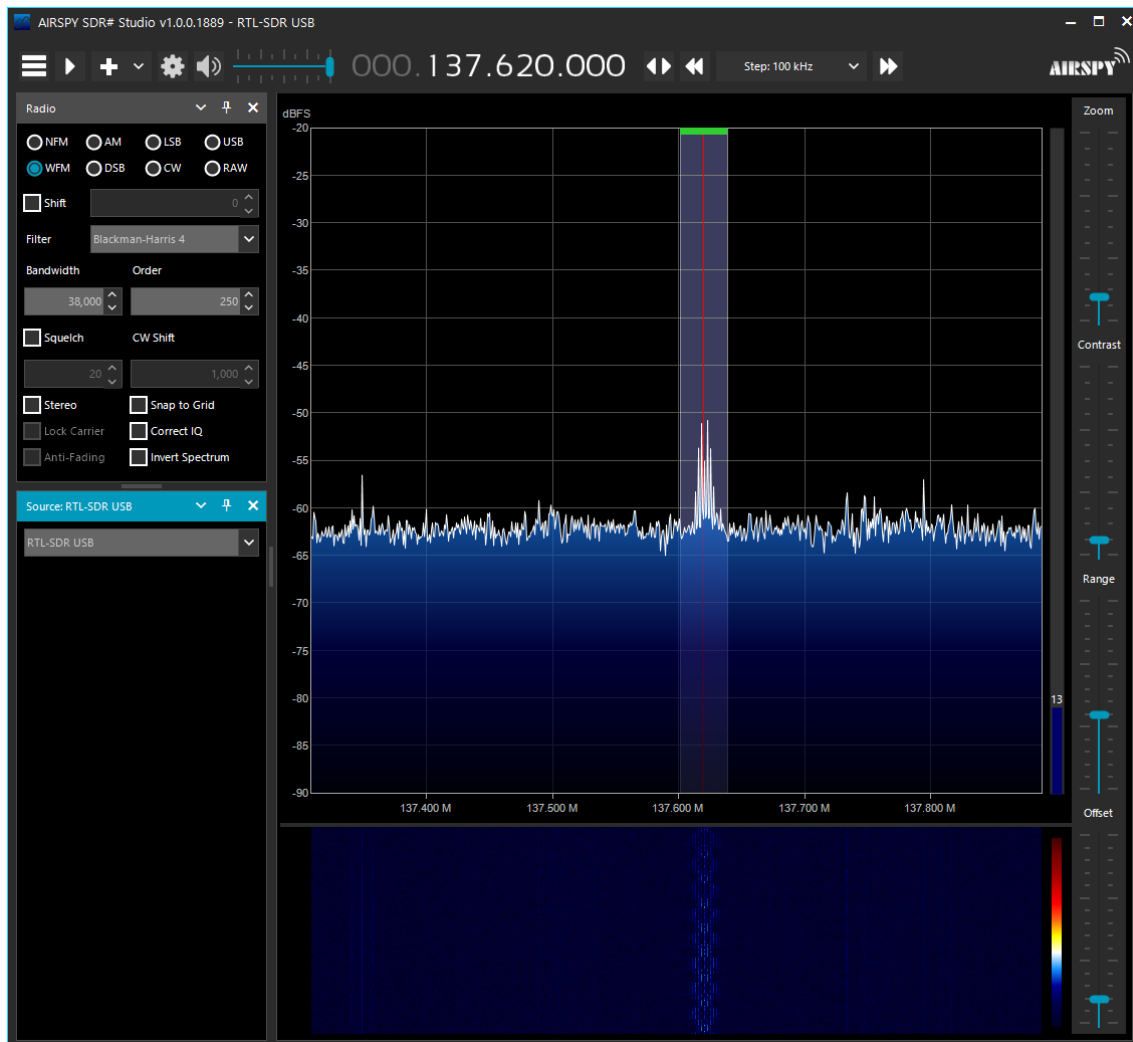 AIRSPY SDR# Studio v1.0.0.1889 - RTL-SDR USB
000.137.620.000
Step: 100 kHz
AIRSPY
Radio
NFM AM LSB USB
WFM DSB CW RAW
Shift 0
Filter Blackman-Harris 4
Bandwidth Order
38,000 250
Squelch CW Shift
20 1,000
Stereo Snap to Grid
Lock Carrier Correct IQ
Anti-Fading Invert Spectrum
Source: RTL-SDR USB
RTL-SDR USB
dBFS
-20
-25
-30
-35
-40
-45
-50
-55
-60
-65
-70
-75
-80
-85
-90
137.400 M 137.500 M 137.600 M 137.700 M 137.800 M
13
Zoom
Contrast
Range
Offset